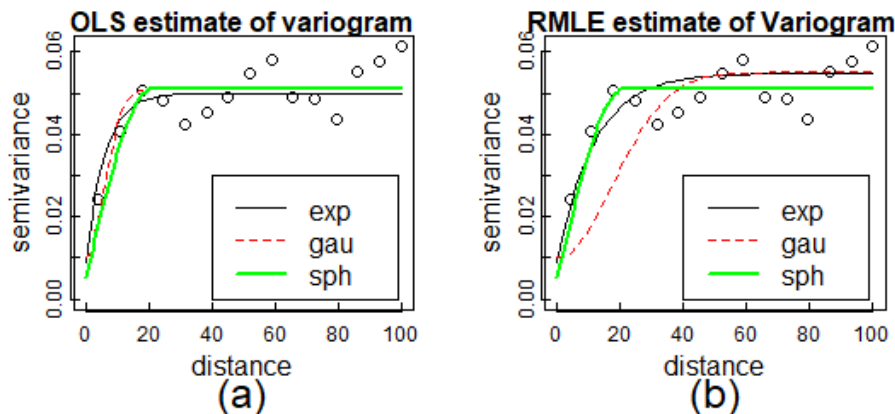 OLS estimate of variogram
semivariance
0.00 0.02 0.04 0.06
exp
gau
sph
0 20 40 60 80 100
distance
(a)
RMLE estimate of Variogram
semivariance
0.00 0.02 0.04 0.06
exp
gau
sph
0 20 40 60 80 100
distance
(b)